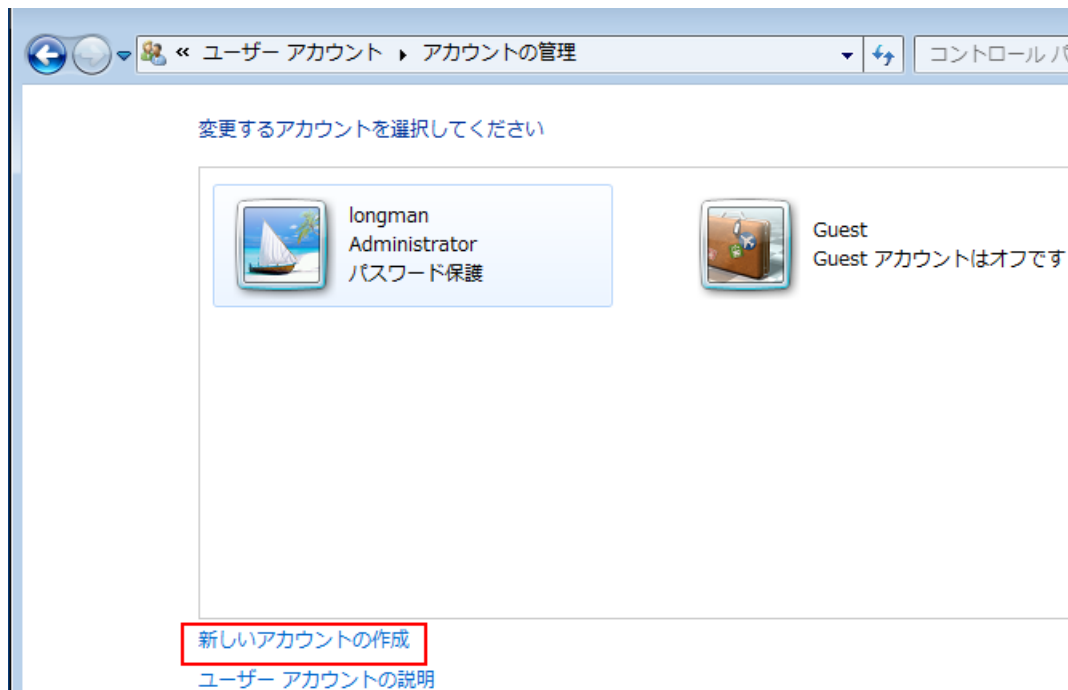 « ユーザー アカウント ▸ アカウントの管理
コントロール パ
変更するアカウントを選択してください
longman
Administrator
パスワード保護
Guest
Guest アカウントはオフです
新しいアカウントの作成
ユーザー アカウントの説明